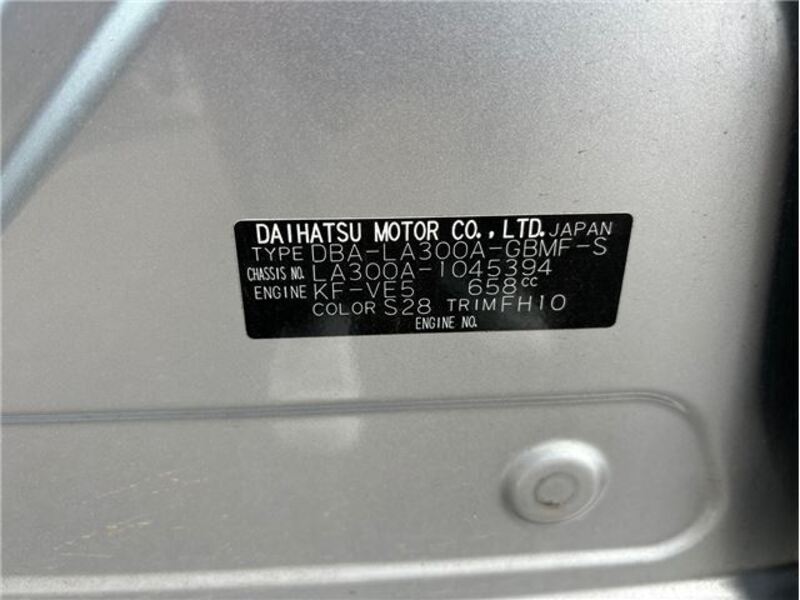 DAIHATSU MOTOR CO., LTD. JAPAN
TYPE DBA-LA300A-GBMF-S
CHASSIS NO. LA300A-1045394
ENGINE KF-VE5 658cc
COLOR S28 TRIM FH10
ENGINE NO.